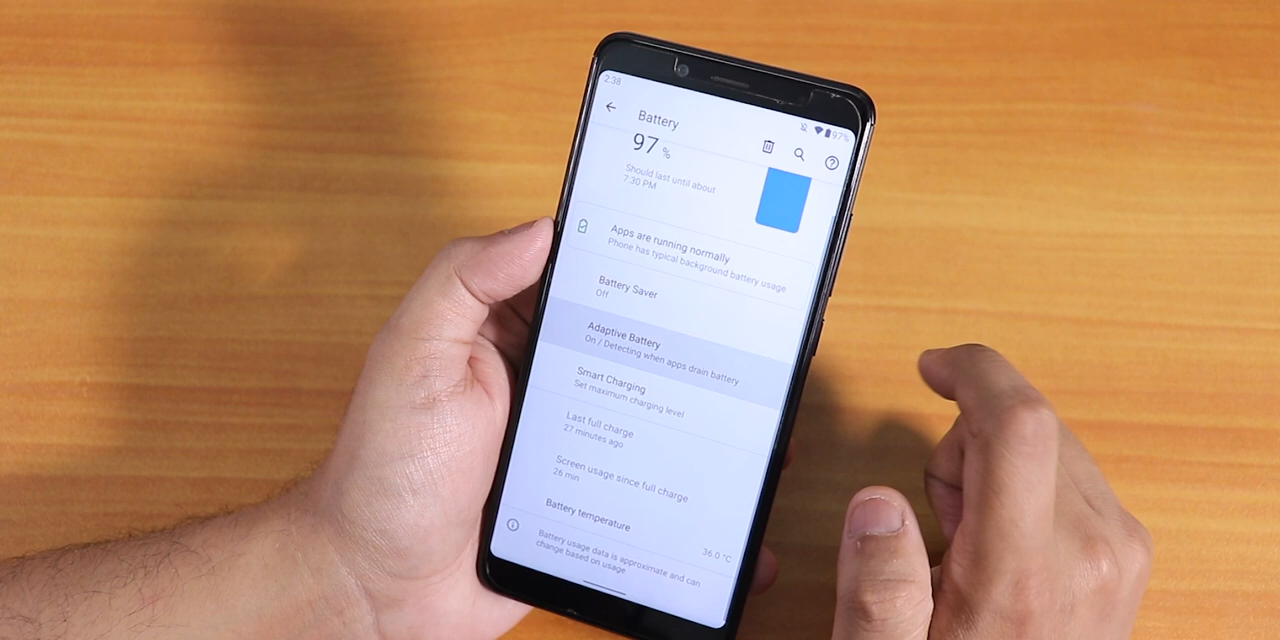 2:38
97%
Battery
97 %
Should last until about
7:30 PM
Apps are running normally
Phone has typical background battery usage
Battery Saver
Off
Adaptive Battery
On / Detecting when apps drain battery
Smart Charging
Set maximum charging level
Last full charge
27 minutes ago
Screen usage since full charge
26 min
Battery temperature
36.0 °C
Battery usage data is approximate and can
change based on usage